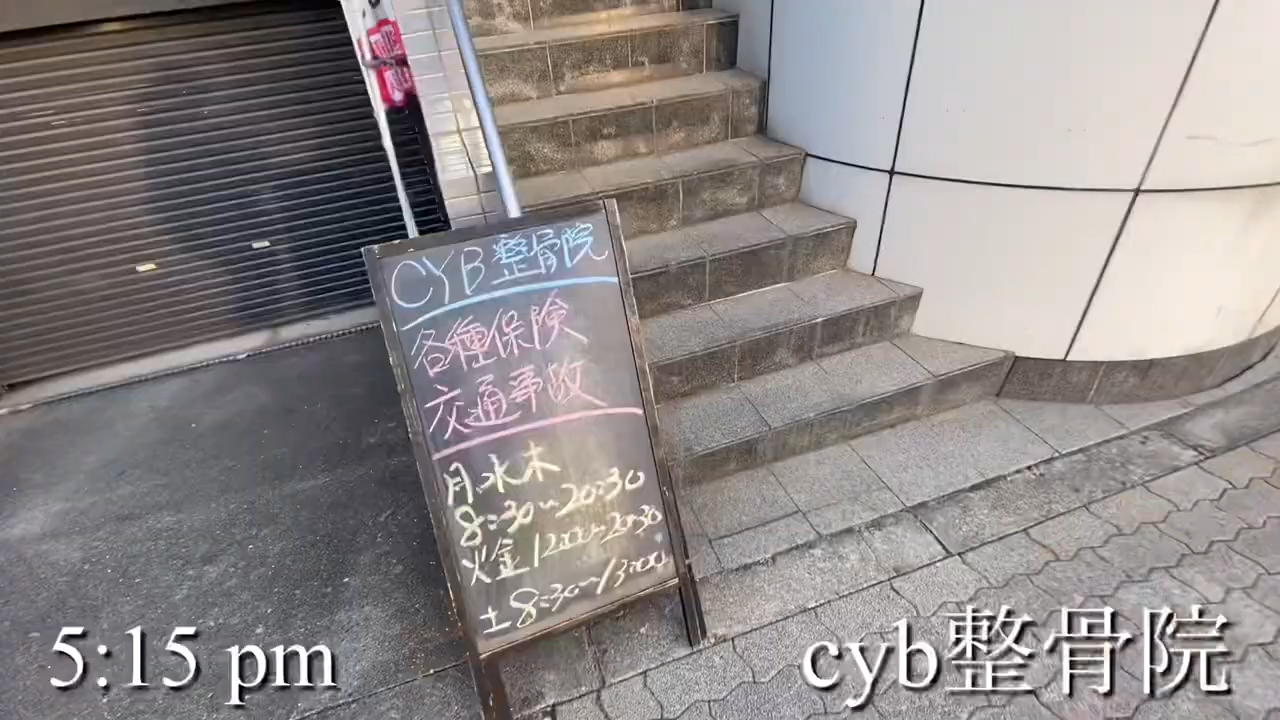 CYB整骨院
各種保険
交通事故
月水木
8:30〜20:30
火金 12:00〜20:30
土 8:30〜13:00
5:15 pm
cyb整骨院